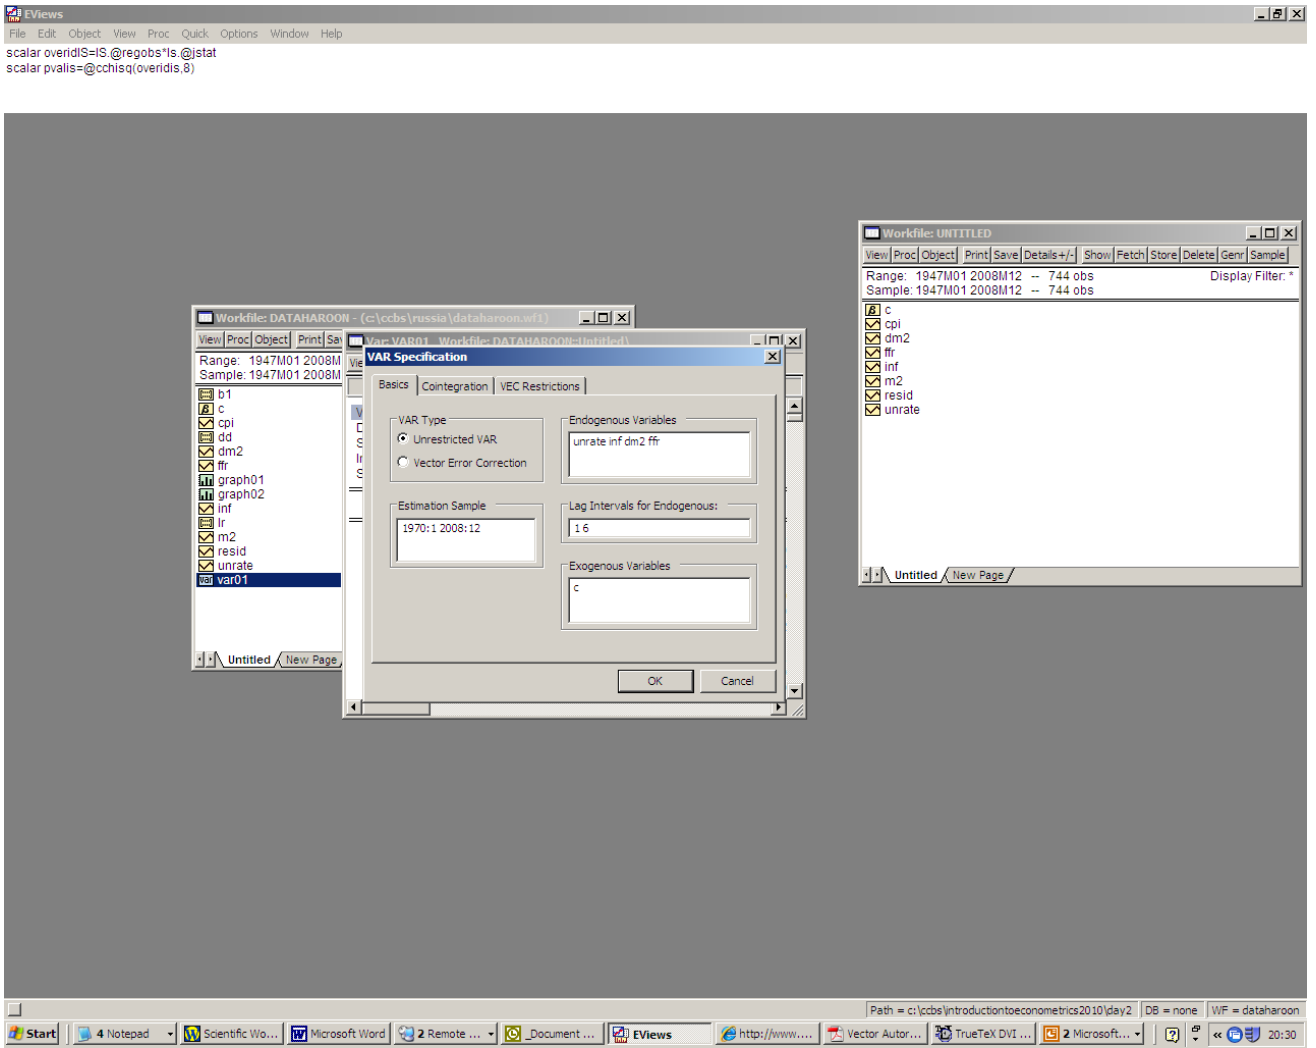 EViews
File Edit Object View Proc Quick Options Window Help
scalar overidIS=IS.@regobs*Is.@jstat
scalar pvalis=@cchisq(overidis,8)
Workfile: UNTITLED
View Proc Object Print Save Details+/- Show Fetch Store Delete Genr Sample
Range: 1947M01 2008M12 -- 744 obs Display Filter: *
Sample: 1947M01 2008M12 -- 744 obs
c
cpi
dm2
ffr
inf
m2
resid
unrate
Untitled New Page
Workfile: DATAHAROON - (c:\ccbs\russia\dataharoon.wf1)
View Proc Object Print
Range: 1947M01 2008M
Sample: 1947M01 2008M
b1
c
cpi
dd
dm2
ffr
graph01
graph02
inf
lr
m2
resid
unrate
var01
Untitled New Page
Var: VAR01 Workfile: DATAHAROON::Untitled\
VAR Specification
Basics Cointegration VEC Restrictions
VAR Type
Unrestricted VAR
Vector Error Correction
Endogenous Variables
unrate inf dm2 ffr
Estimation Sample
1970:1 2008:12
Lag Intervals for Endogenous:
1 6
Exogenous Variables
c
OK Cancel
Path = c:\ccbs\introductiontoeconometrics2010\day2 DB = none WF = dataharoon
Start 4 Notepad Scientific Wo... Microsoft Word 2 Remote ... _Document ... EViews http://www.... Vector Autor... TrueTeX DVI ... 2 Microsoft... 20:30